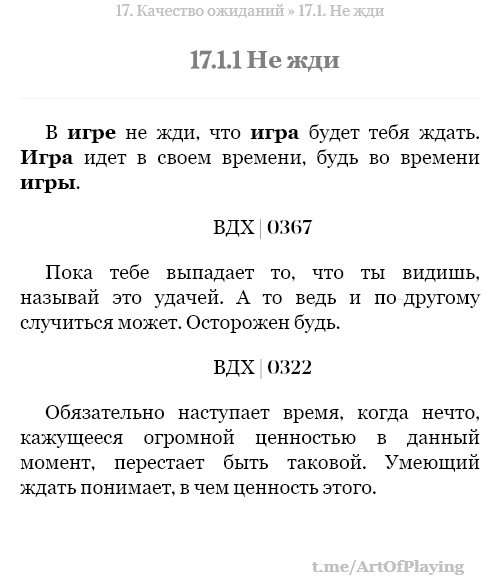 17. Качество ожиданий » 17.1. Не жди
17.1.1 Не жди
В игре не жди, что игра будет тебя ждать.
Игра идет в своем времени, будь во времени
игры.
ВДХ | 0367
Пока тебе выпадает то, что ты видишь,
называй это удачей. А то ведь и по-другому
случиться может. Осторожен будь.
ВДХ | 0322
Обязательно наступает время, когда нечто,
кажущееся огромной ценностью в данный
момент, перестает быть таковой. Умеющий
ждать понимает, в чем ценность этого.
t.me/ArtOfPlaying